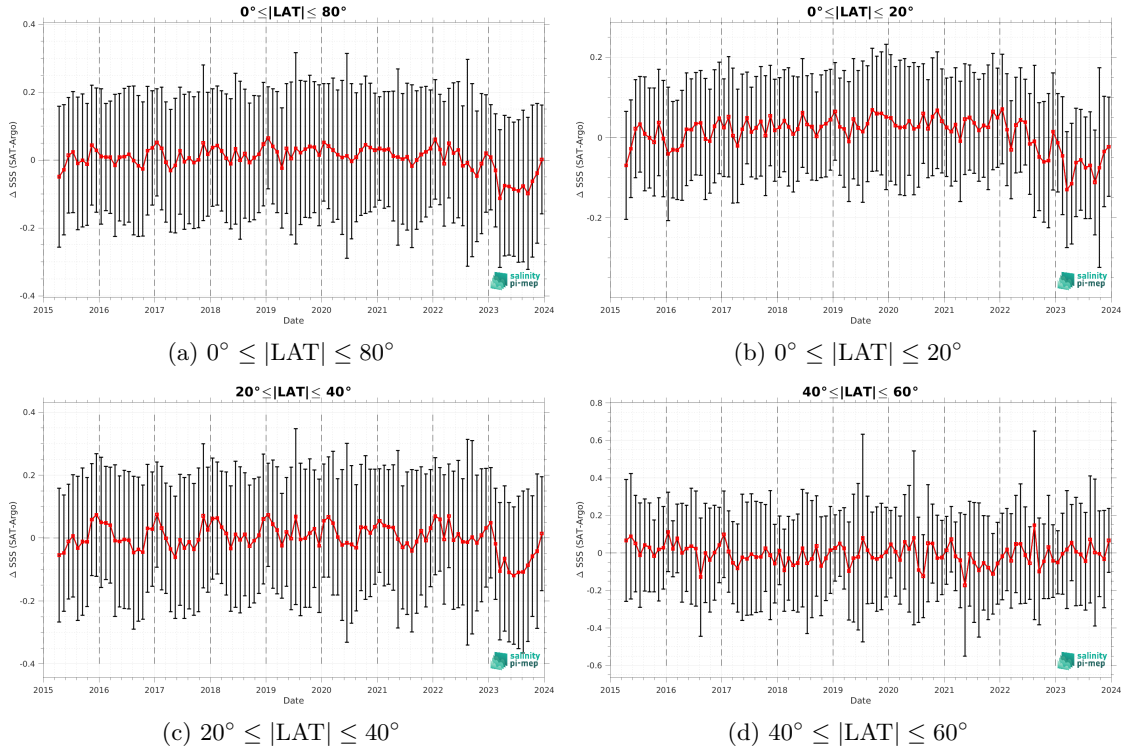 0°≤|LAT|≤ 80°
0.4
0.2
0
-0.2
-0.4
Δ SSS (SAT-Argo)
2015 2016 2017 2018 2019 2020 2021 2022 2023 2024
Date
salinity
pi-mep
(a) 0° ≤ |LAT| ≤ 80°
0°≤|LAT|≤ 20°
0.2
0
-0.2
Δ SSS (SAT-Argo)
2015 2016 2017 2018 2019 2020 2021 2022 2023 2024
Date
salinity
pi-mep
(b) 0° ≤ |LAT| ≤ 20°
20°≤|LAT|≤ 40°
0.4
0.2
0
-0.2
-0.4
Δ SSS (SAT-Argo)
2015 2016 2017 2018 2019 2020 2021 2022 2023 2024
Date
salinity
pi-mep
(c) 20° ≤ |LAT| ≤ 40°
40°≤|LAT|≤ 60°
0.8
0.6
0.4
0.2
0
-0.2
-0.4
-0.6
Δ SSS (SAT-Argo)
2015 2016 2017 2018 2019 2020 2021 2022 2023 2024
Date
salinity
pi-mep
(d) 40° ≤ |LAT| ≤ 60°